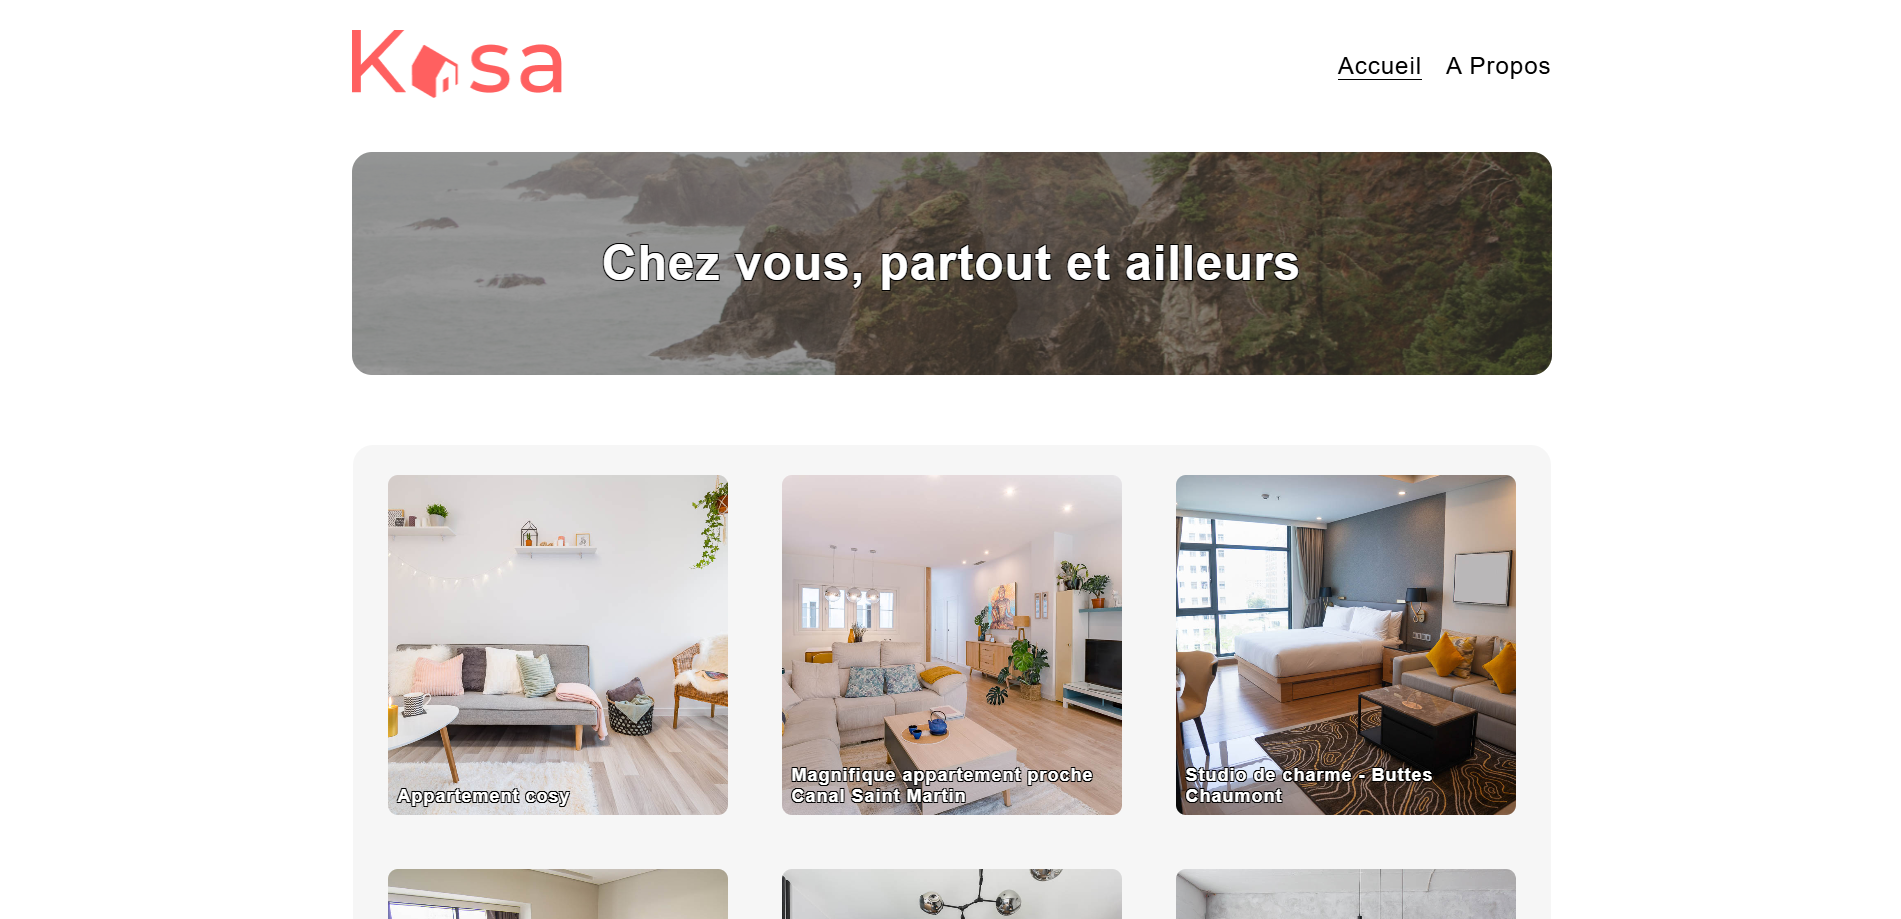 Kasa
Accueil A Propos
Chez vous, partout et ailleurs
Appartement cosy
Magnifique appartement proche
Canal Saint Martin
Studio de charme - Buttes
Chaumont